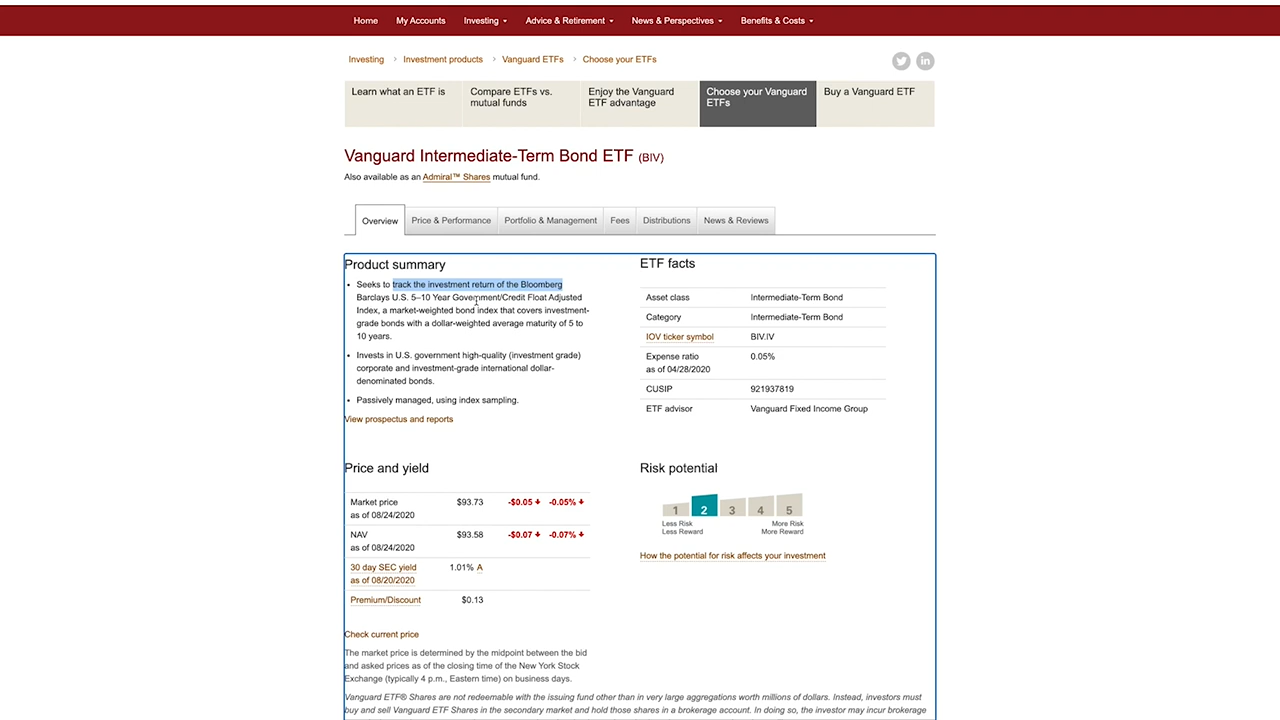 Home My Accounts Investing Advice & Retirement News & Perspectives Benefits & Costs
Investing > Investment products > Vanguard ETFs > Choose your ETFs
Learn what an ETF is
Compare ETFs vs.
mutual funds
Enjoy the Vanguard
ETF advantage
Choose your Vanguard
ETFs
Buy a Vanguard ETF
Vanguard Intermediate-Term Bond ETF (BIV)
Also available as an Admiral™ Shares mutual fund.
Overview Price & Performance Portfolio & Management Fees Distributions News & Reviews
Product summary
• Seeks to track the investment return of the Bloomberg
Barclays U.S. 5–10 Year Government/Credit Float Adjusted
Index, a market-weighted bond index that covers investment-
grade bonds with a dollar-weighted average maturity of 5 to
10 years.
• Invests in U.S. government high-quality (investment grade)
corporate and investment-grade international dollar-
denominated bonds.
• Passively managed, using index sampling.
View prospectus and reports
ETF facts
Asset class Intermediate-Term Bond
Category Intermediate-Term Bond
IOV ticker symbol BIV.IV
Expense ratio 0.05%
as of 04/28/2020
CUSIP 921937819
ETF advisor Vanguard Fixed Income Group
Price and yield
Market price $93.73 -$0.05 -0.05%
as of 08/24/2020
NAV $93.58 -$0.07 -0.07%
as of 08/24/2020
30 day SEC yield 1.01% A
as of 08/20/2020
Premium/Discount $0.13
Check current price
The market price is determined by the midpoint between the bid
and asked prices as of the closing time of the New York Stock
Exchange (typically 4 p.m., Eastern time) on business days.
Risk potential
1 2 3 4 5
Less Risk More Risk
Less Reward More Reward
How the potential for risk affects your investment
Vanguard ETF® Shares are not redeemable with the issuing fund other than in very large aggregations worth millions of dollars. Instead, investors must
buy and sell Vanguard ETF Shares in the secondary market and hold those shares in a brokerage account. In doing so, the investor may incur brokerage